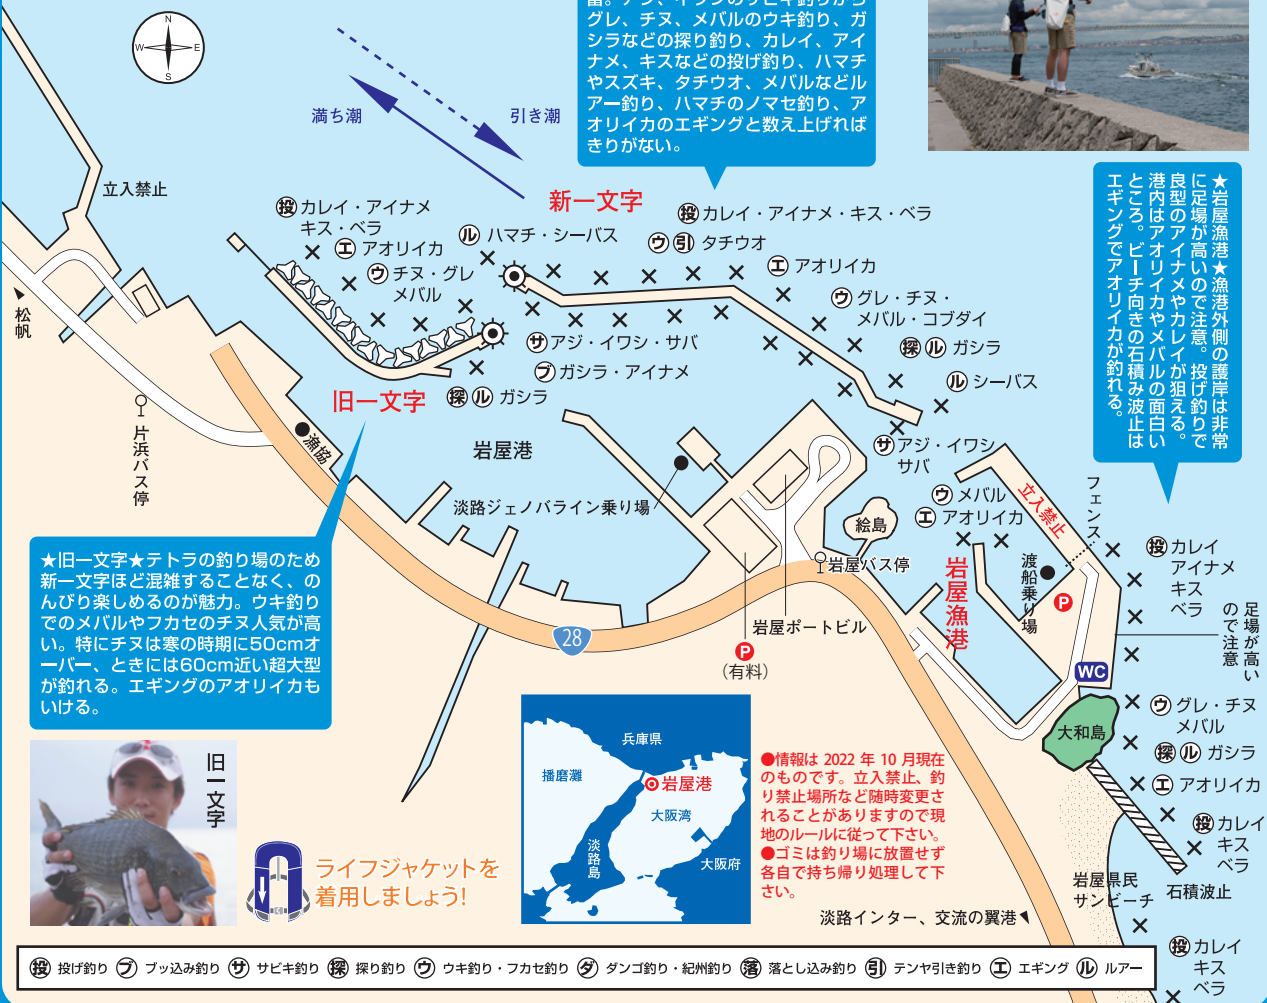 グレ、チヌ、メバルのウキ釣り、ガ
シラなどの探り釣り、カレイ、アイ
ナメ、キスなどの投げ釣り、ハマチ
やスズキ、タチウオ、メバルなどル
アー釣り、ハマチのノマセ釣り、ア
オリイカのエギングと数え上げれば
きりがない。
N
W E
S
満ち潮
引き潮
立入禁止
新一文字
投 カレイ・アイナメ
キス・ベラ
エ アオリイカ
ウ チヌ・グレ
メバル
ル ハマチ・シーバス
投 カレイ・アイナメ・キス・ベラ
ウ 引 タチウオ
エ アオリイカ
ウ グレ・チヌ・
メバル・コブダイ
探 ル ガシラ
ル シーバス
サ アジ・イワシ・サバ
ブ ガシラ・アイナメ
探 ル ガシラ
旧一文字
サ アジ・イワシ
サバ
★岩屋漁港★漁港外側の護岸は非常
に足場が高いので注意。投げ釣りで
良型のアイナメやカレイが狙える。
港内はアオリイカやメバルの面白い
ところ。ビーチ向きの石積み波止は
エギングでアオリイカが釣れる。
松帆
片浜バス停
漁協
岩屋港
淡路ジェノバライン乗り場
絵島
岩屋バス停
岩屋ポートビル
P
（有料）
28
ウ メバル
エ アオリイカ
岩屋漁港
立入禁止
フェンス
渡船乗り場
P
WC
大和島
投 カレイ
アイナメ
キス
ベラ
足場が高い
ので注意
ウ グレ・チヌ
メバル
探 ル ガシラ
エ アオリイカ
投 カレイ
キス
ベラ
石積波止
岩屋県民
サンビーチ
投 カレイ
キス
ベラ
★旧一文字★テトラの釣り場のため
新一文字ほど混雑することなく、の
んびり楽しめるのが魅力。ウキ釣り
でのメバルやフカセのチヌ人気が高
い。特にチヌは寒の時期に50cmオ
ーバー、ときには60cm近い超大型
が釣れる。エギングのアオリイカも
いける。
旧一文字
ライフジャケットを
着用しましょう！
兵庫県
播磨灘
岩屋港
大阪湾
淡路島
大阪府
●情報は 2022 年 10 月現在
のものです。立入禁止、釣
り禁止場所など随時変更さ
れることがありますので現
地のルールに従って下さい。
●ゴミは釣り場に放置せず
各自で持ち帰り処理して下
さい。
淡路インター、交流の翼港
投 投げ釣り ブ ブッ込み釣り サ サビキ釣り 探 探り釣り ウ ウキ釣り・フカセ釣り ダ ダンゴ釣り・紀州釣り 落 落とし込み釣り 引 テンヤ引き釣り エ エギング ル ルアー